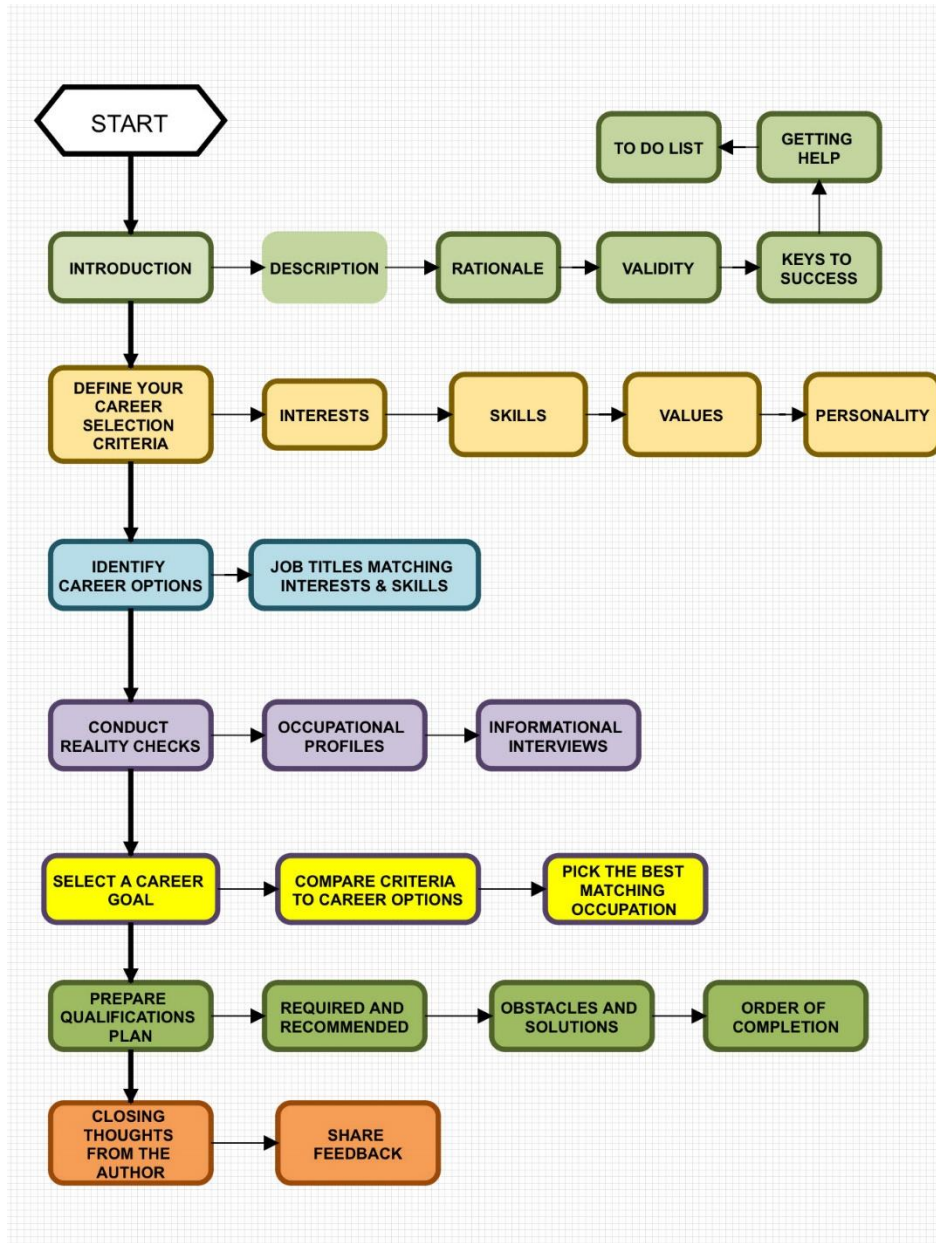 START
TO DO LIST
GETTING
HELP
INTRODUCTION
DESCRIPTION
RATIONALE
VALIDITY
KEYS TO
SUCCESS
DEFINE YOUR
CAREER
SELECTION
CRITERIA
INTERESTS
SKILLS
VALUES
PERSONALITY
IDENTIFY
CAREER OPTIONS
JOB TITLES MATCHING
INTERESTS & SKILLS
CONDUCT
REALITY CHECKS
OCCUPATIONAL
PROFILES
INFORMATIONAL
INTERVIEWS
SELECT A CAREER
GOAL
COMPARE CRITERIA
TO CAREER OPTIONS
PICK THE BEST
MATCHING
OCCUPATION
PREPARE
QUALIFICATIONS
PLAN
REQUIRED AND
RECOMMENDED
OBSTACLES AND
SOLUTIONS
ORDER OF
COMPLETION
CLOSING
THOUGHTS
FROM THE
AUTHOR
SHARE
FEEDBACK